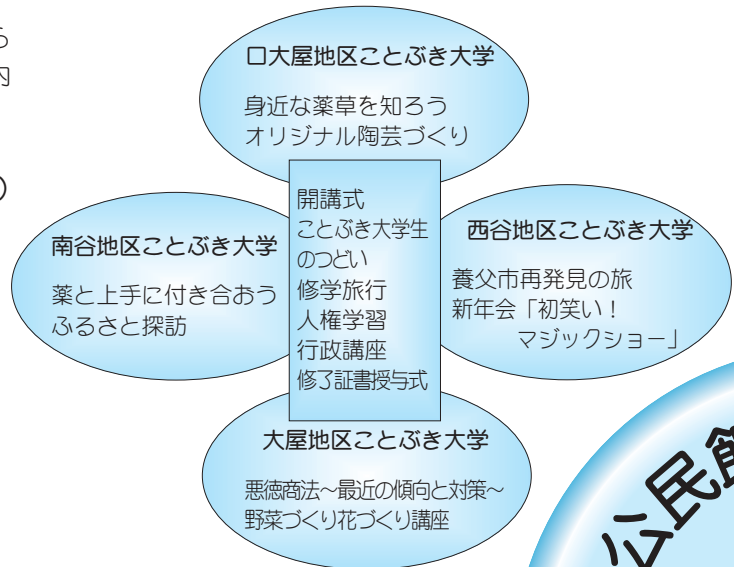 ら
内
口大屋地区ことぶき大学
身近な薬草を知ろう
オリジナル陶芸づくり
南谷地区ことぶき大学
薬と上手に付き合おう
ふるさと探訪
開講式
ことぶき大学生
のつどい
修学旅行
人権学習
行政講座
修了証書授与式
西谷地区ことぶき大学
養父市再発見の旅
新年会「初笑い！
マジックショー」
大屋地区ことぶき大学
悪徳商法～最近の傾向と対策～
野菜づくり花づくり講座
公民館